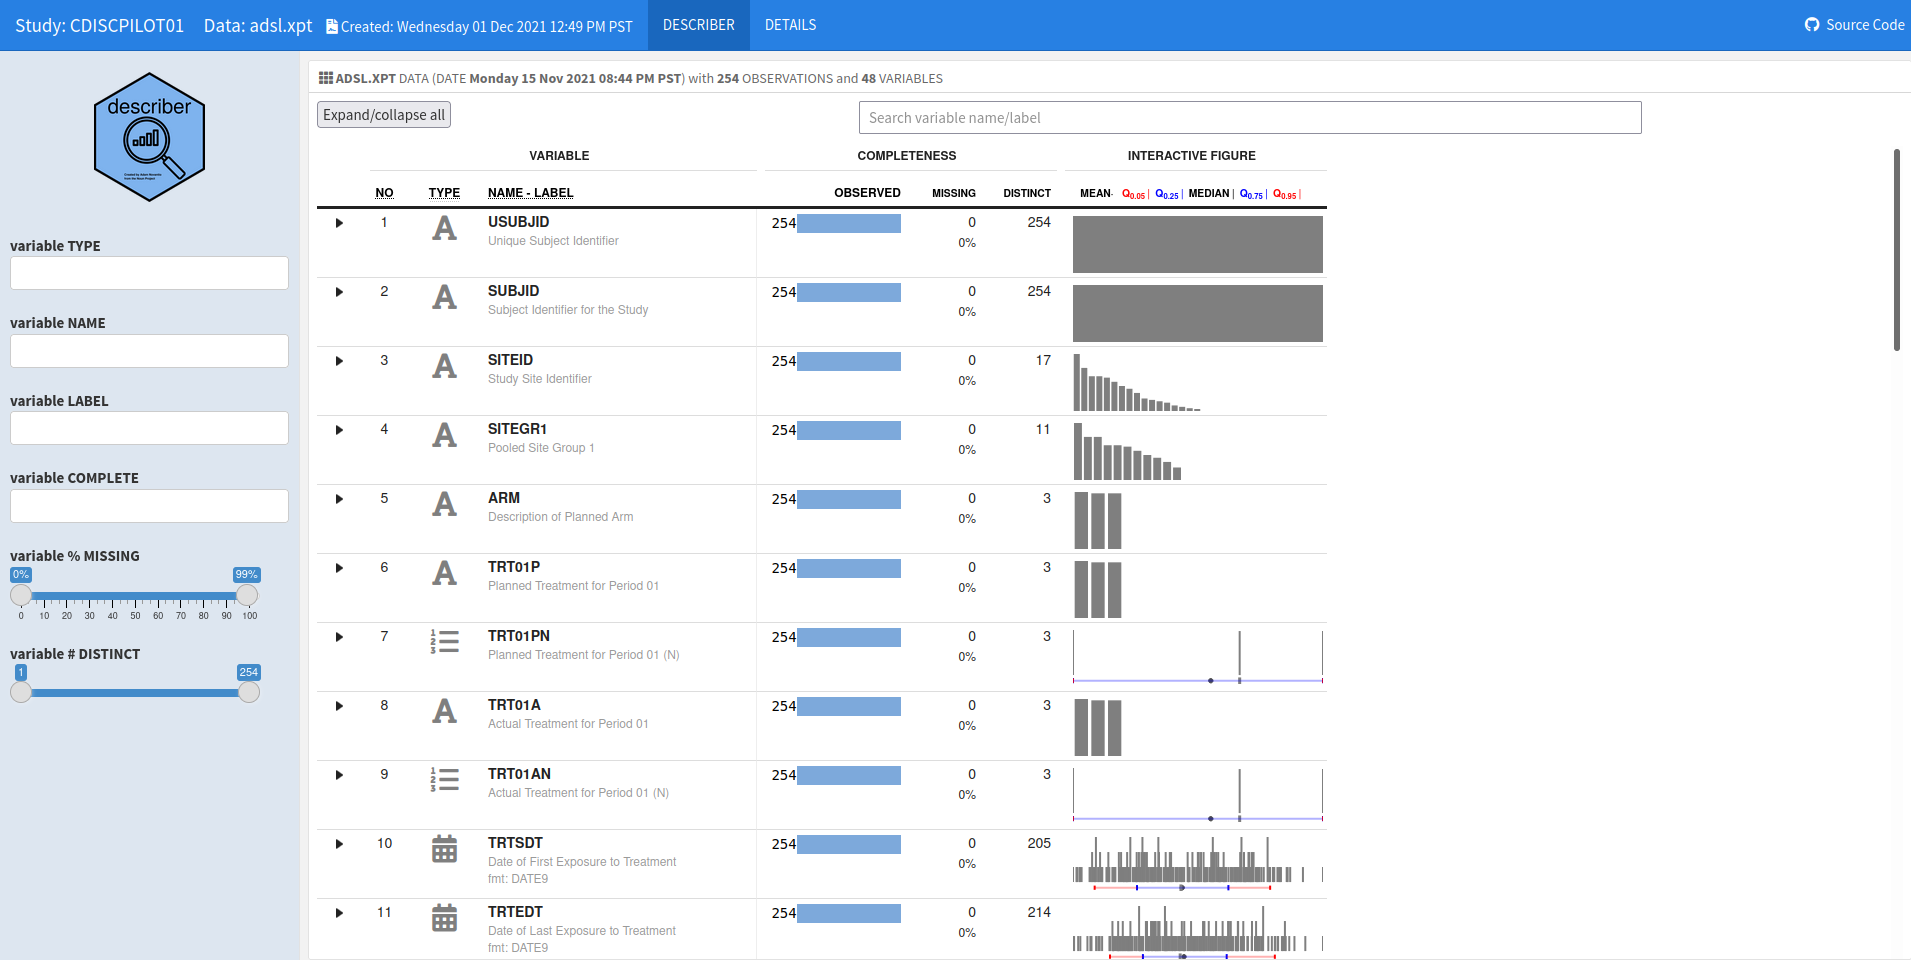 Study: CDISCPILOT01 Data: adsl.xpt Created: Wednesday 01 Dec 2021 12:49 PM PST DESCRIBER DETAILS Source Code
describer
variable TYPE
variable NAME
variable LABEL
variable COMPLETE
variable % MISSING
0% 99%
0 10 20 30 40 50 60 70 80 90 100
variable # DISTINCT
1 254
ADSL.XPT DATA (DATE Monday 15 Nov 2021 08:44 PM PST) with 254 OBSERVATIONS and 48 VARIABLES
Expand/collapse all Search variable name/label
VARIABLE COMPLETENESS INTERACTIVE FIGURE
NO TYPE NAME - LABEL OBSERVED MISSING DISTINCT MEAN· Q0.05 | Q0.25 | MEDIAN | Q0.75 | Q0.95 |
1 A USUBJID 254 0 254
Unique Subject Identifier 0%
2 A SUBJID 254 0 254
Subject Identifier for the Study 0%
3 A SITEID 254 0 17
Study Site Identifier 0%
4 A SITEGR1 254 0 11
Pooled Site Group 1 0%
5 A ARM 254 0 3
Description of Planned Arm 0%
6 A TRT01P 254 0 3
Planned Treatment for Period 01 0%
7 TRT01PN 254 0 3
Planned Treatment for Period 01 (N) 0%
8 A TRT01A 254 0 3
Actual Treatment for Period 01 0%
9 TRT01AN 254 0 3
Actual Treatment for Period 01 (N) 0%
10 TRTSDT 254 0 205
Date of First Exposure to Treatment 0%
fmt: DATE9
11 TRTEDT 254 0 214
Date of Last Exposure to Treatment 0%
fmt: DATE9